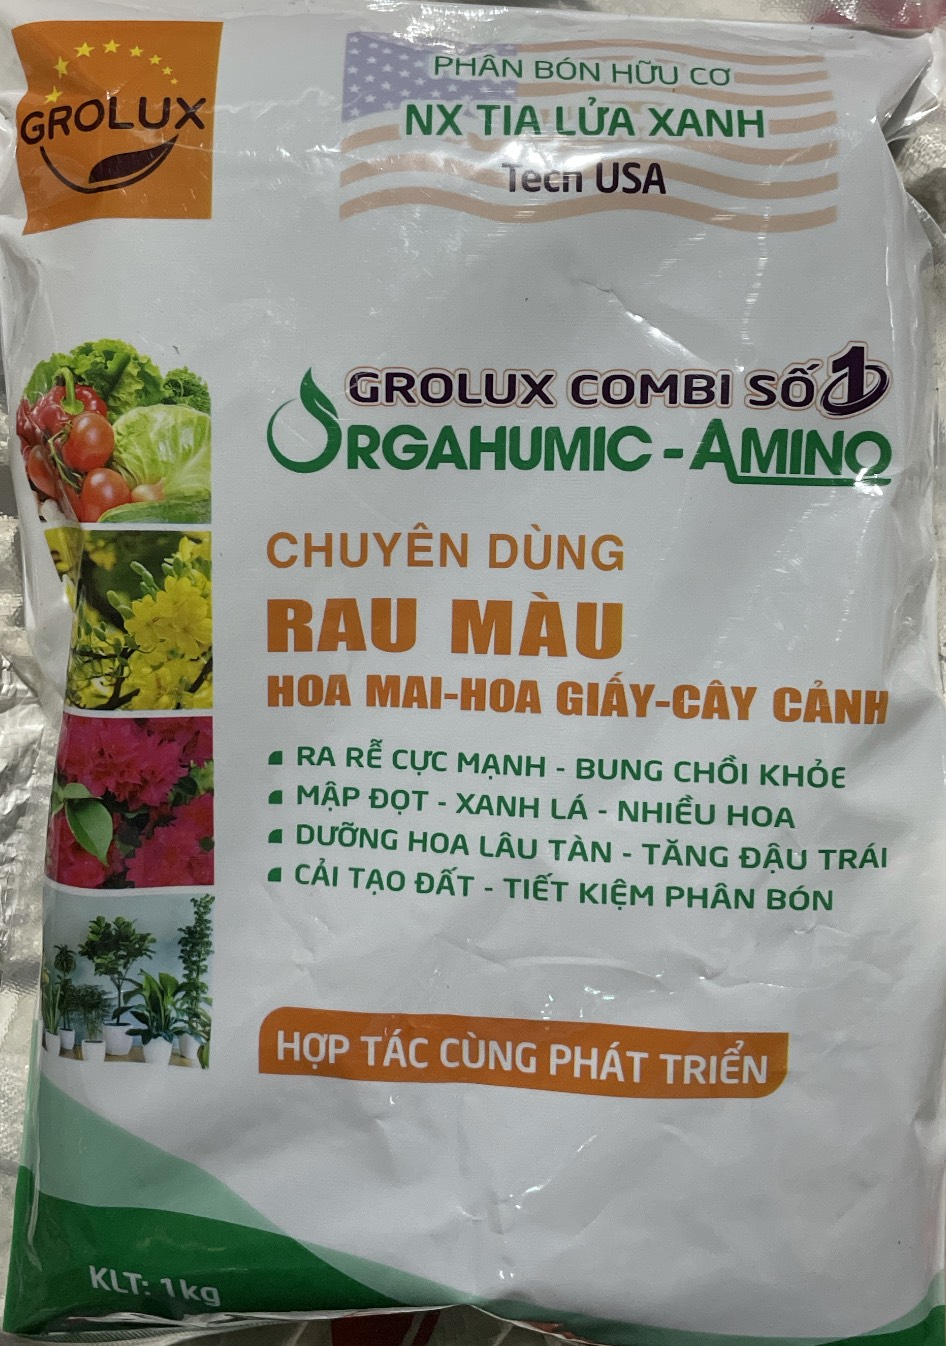 GROLUX
PHÂN BÓN HỮU CƠ
NX TIA LỬA XANH
Tech USA
GROLUX COMBI SỐ 1
ORGAHUMIC - AMINO
CHUYÊN DÙNG
RAU MÀU
HOA MAI-HOA GIẤY-CÂY CẢNH
RA RỄ CỰC MẠNH - BUNG CHỒI KHỎE
MẬP ĐỌT - XANH LÁ - NHIỀU HOA
DƯỠNG HOA LÂU TÀN - TĂNG ĐẬU TRÁI
CẢI TẠO ĐẤT - TIẾT KIỆM PHÂN BÓN
HỢP TÁC CÙNG PHÁT TRIỂN
KLT: 1kg